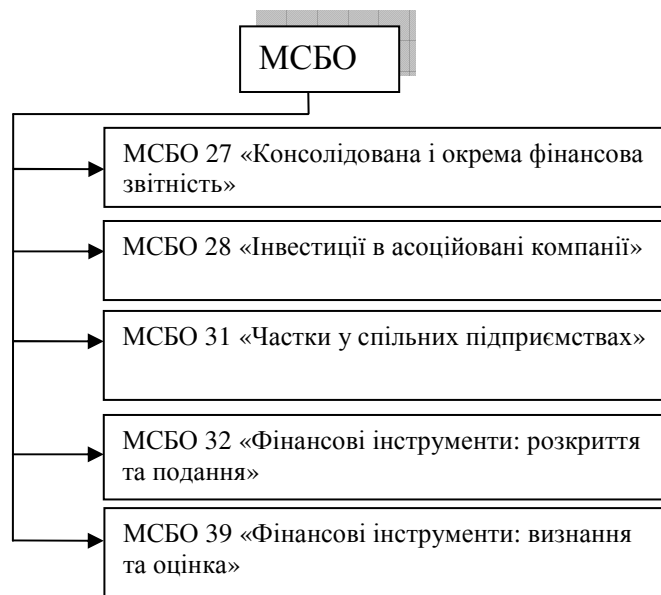 МСБО
МСБО 27 «Консолідована і окрема фінансова
звітність»
МСБО 28 «Інвестиції в асоційовані компанії»
МСБО 31 «Частки у спільних підприємствах»
МСБО 32 «Фінансові інструменти: розкриття
та подання»
МСБО 39 «Фінансові інструменти: визнання
та оцінка»